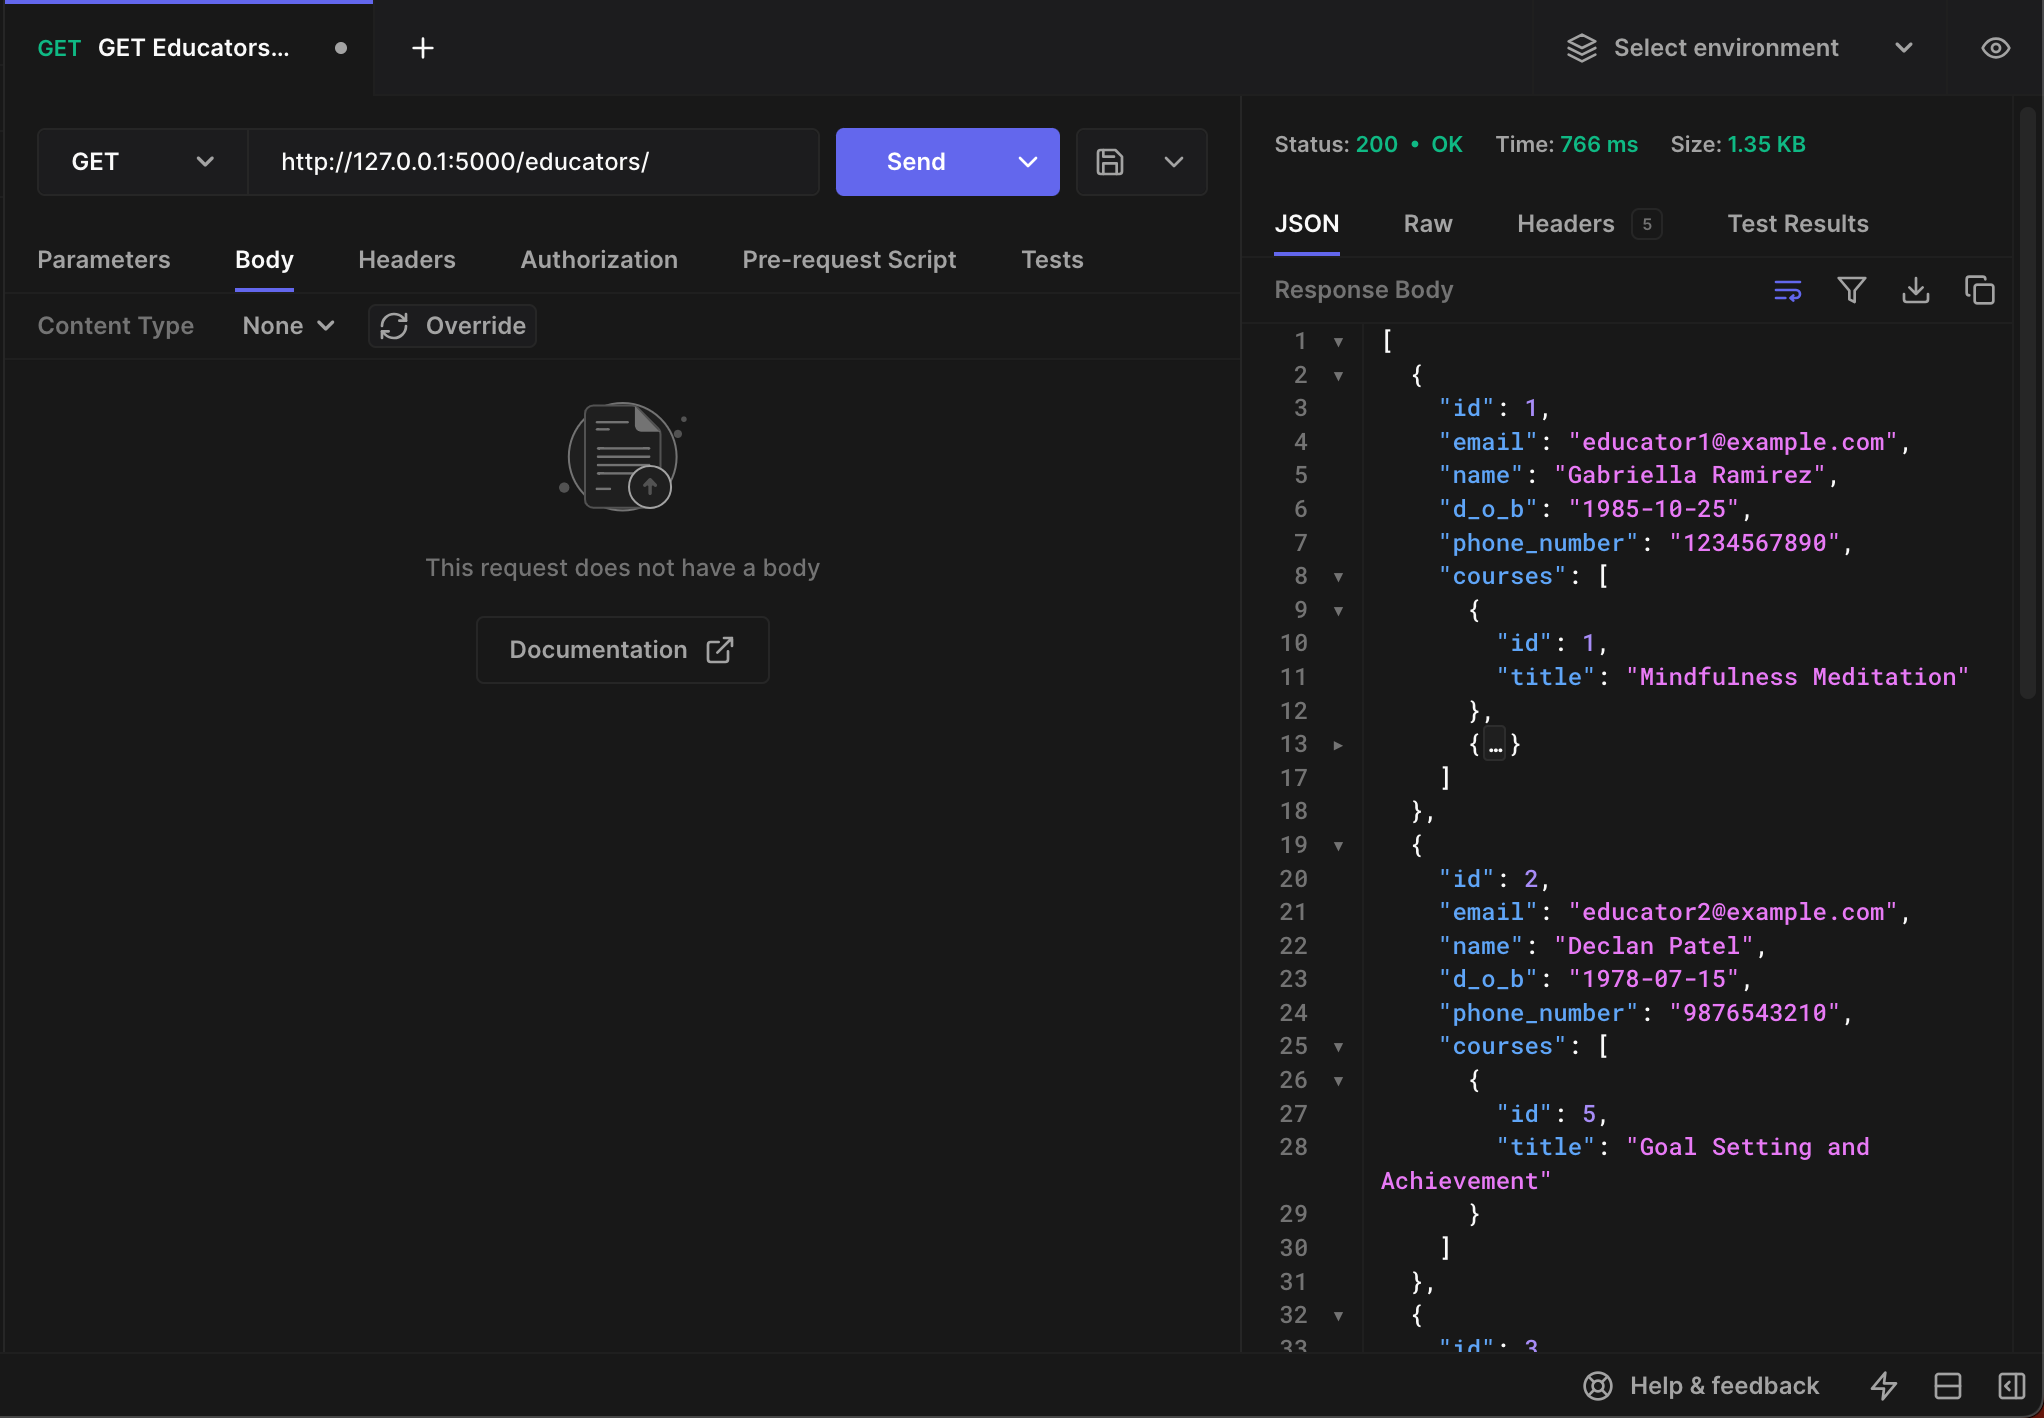 GET GET Educators...
Select environment
GET http://127.0.0.1:5000/educators/ Send
Parameters Body Headers Authorization Pre-request Script Tests
Content Type None Override
This request does not have a body
Documentation
Status: 200 • OK Time: 766 ms Size: 1.35 KB
JSON Raw Headers 5 Test Results
Response Body
1 [
2 {
3 "id": 1,
4 "email": "educator1@example.com",
5 "name": "Gabriella Ramirez",
6 "d_o_b": "1985-10-25",
7 "phone_number": "1234567890",
8 "courses": [
9 {
10 "id": 1,
11 "title": "Mindfulness Meditation"
12 },
13 {…}
17 ]
18 },
19 {
20 "id": 2,
21 "email": "educator2@example.com",
22 "name": "Declan Patel",
23 "d_o_b": "1978-07-15",
24 "phone_number": "9876543210",
25 "courses": [
26 {
27 "id": 5,
28 "title": "Goal Setting and
Achievement"
29 }
30 ]
31 },
32 {
33 "id": 3
Help & feedback